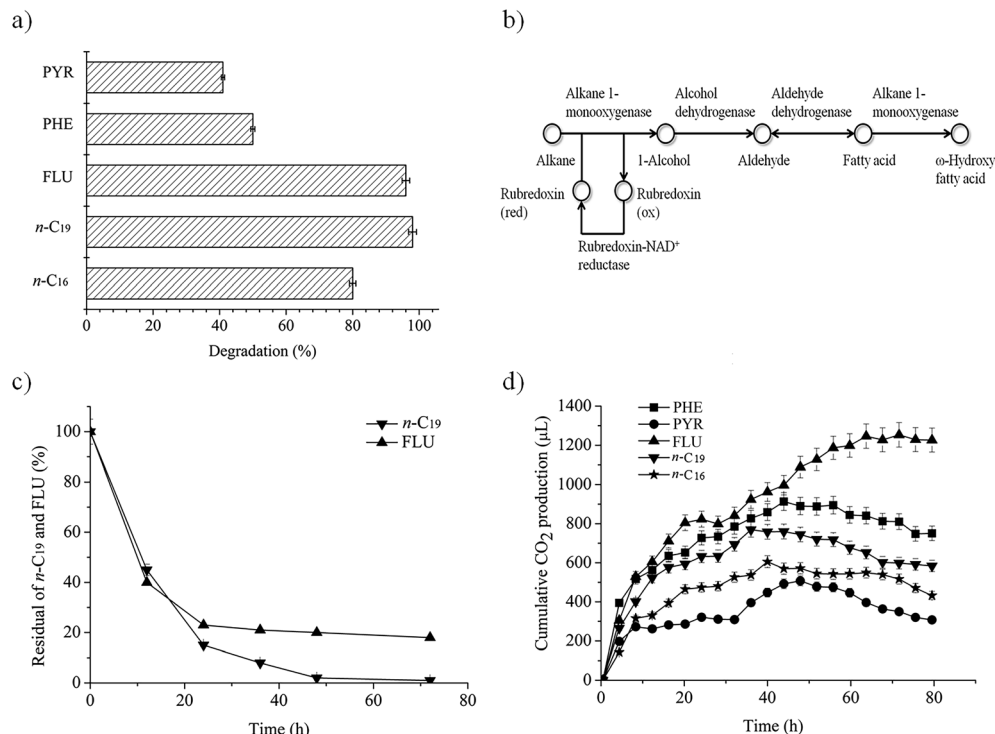 a)
PYR
PHE
FLU
n-C19
n-C16
0 20 40 60 80 100
Degradation (%)
b)
Alkane 1-
monooxygenase
Alcohol
dehydrogenase
Aldehyde
dehydrogenase
Alkane 1-
monooxygenase
Alkane
1-Alcohol
Aldehyde
Fatty acid
ω-Hydroxy
fatty acid
Rubredoxin
(red)
Rubredoxin
(ox)
Rubredoxin-NAD+
reductase
c)
n-C19
FLU
100
80
60
40
20
0
0 20 40 60 80
Residual of n-C19 and FLU (%)
Time (h)
d)
PHE
PYR
FLU
n-C19
n-C16
1400
1200
1000
800
600
400
200
0
0 20 40 60 80
Cumulative CO2 production (μL)
Time (h)